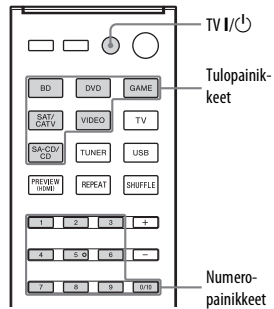 TV I/⏻
Tulopainik-
keet
BD DVD GAME
SAT/
CATV VIDEO TV
SA-CD/
CD TUNER USB
PREVIEW
(HDMI) REPEAT SHUFFLE
1 2 3 +
4 5 6 −
7 8 9 0/10
Numero-
painikkeet